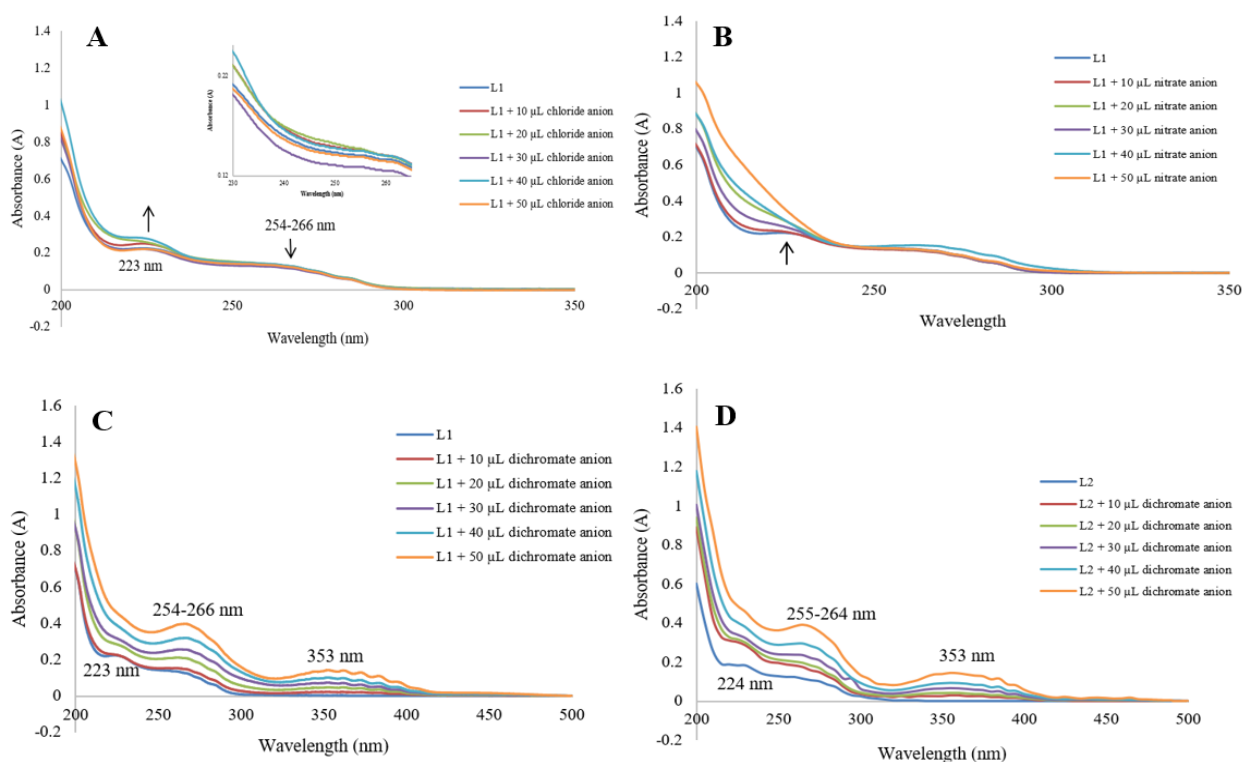 A
1.4
1.2
1
0.8
0.6
0.4
0.2
0
-0.2
200
250
300
350
Absorbance (A)
Wavelength (nm)
223 nm
254-266 nm
0.22
0.12
230
240
250
260
Absorbance (A)
Wavelength (nm)
L1
L1 + 10 µL chloride anion
L1 + 20 µL chloride anion
L1 + 30 µL chloride anion
L1 + 40 µL chloride anion
L1 + 50 µL chloride anion
B
1.4
1.2
1
0.8
0.6
0.4
0.2
0
-0.2
200
250
300
350
Absorbance (A)
Wavelength
L1
L1 + 10 µL nitrate anion
L1 + 20 µL nitrate anion
L1 + 30 µL nitrate anion
L1 + 40 µL nitrate anion
L1 + 50 µL nitrate anion
C
1.6
1.4
1.2
1
0.8
0.6
0.4
0.2
0
-0.2
200
250
300
350
400
450
500
Absorbance (A)
Wavelength (nm)
254-266 nm
223 nm
353 nm
L1
L1 + 10 µL dichromate anion
L1 + 20 µL dichromate anion
L1 + 30 µL dichromate anion
L1 + 40 µL dichromate anion
L1 + 50 µL dichromate anion
D
1.6
1.4
1.2
1
0.8
0.6
0.4
0.2
0
-0.2
200
250
300
350
400
450
500
Absorbance (A)
Wavelength (nm)
255-264 nm
224 nm
353 nm
L2
L2 + 10 µL dichromate anion
L2 + 20 µL dichromate anion
L2 + 30 µL dichromate anion
L2 + 40 µL dichromate anion
L2 + 50 µL dichromate anion